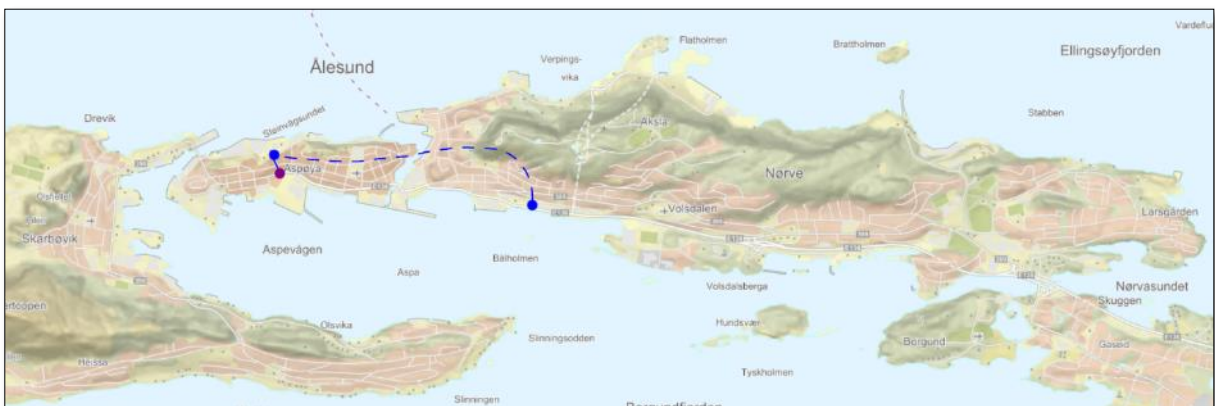 Vardeflu
Flatholmen
Brattholmen
Ellingsøyfjorden
Verpings-
vika
Ålesund
Steinvågsundet
Drevik
Aksla
Stabben
Aspøya
Nørve
E136
Volsdalen
Larsgården
Skarbøvik
Aspevågen
Bålholmen
Aspa
Volsdalsberga
Nørvasundet
Skuggen
Olsvika
Hundsvær
Slinningsodden
Borgund
Gåseid
Heissa
Tyskholmen
Slinningen